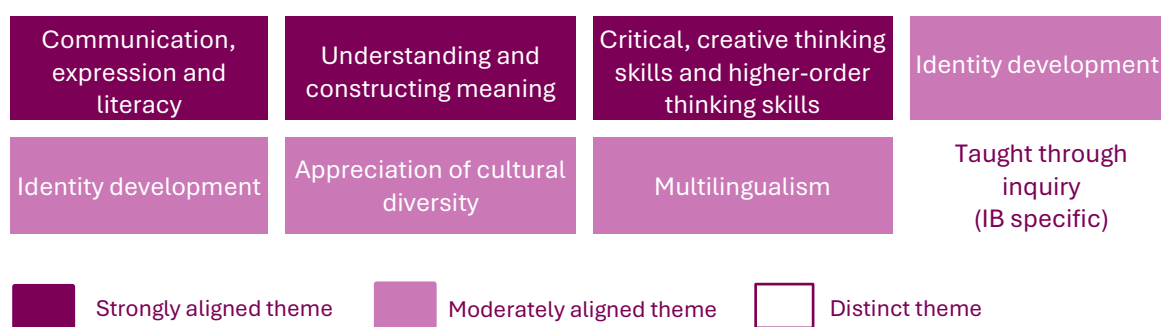 Communication,
expression and
literacy
Understanding and
constructing meaning
Critical, creative thinking
skills and higher-order
thinking skills
Identity development
Identity development
Appreciation of cultural
diversity
Multilingualism
Taught through
inquiry
(IB specific)
Strongly aligned theme
Moderately aligned theme
Distinct theme